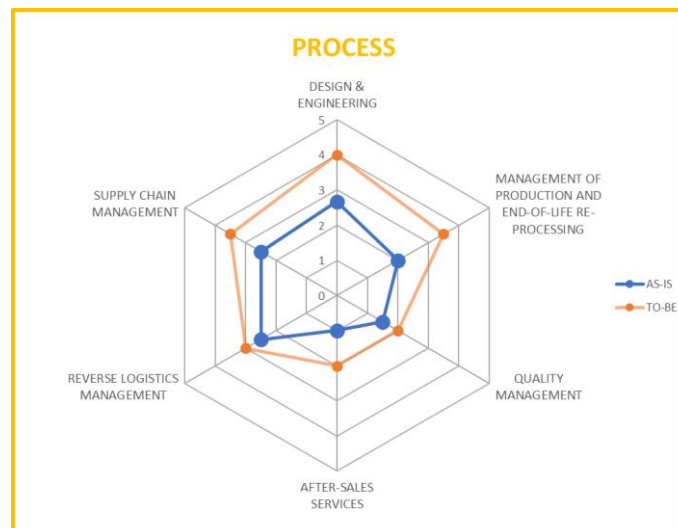 PROCESS
DESIGN &
ENGINEERING
5
4
3
2
1
0
MANAGEMENT OF
PRODUCTION AND
END-OF-LIFE RE-
PROCESSING
SUPPLY CHAIN
MANAGEMENT
AS-IS
TO-BE
REVERSE LOGISTICS
MANAGEMENT
QUALITY
MANAGEMENT
AFTER-SALES
SERVICES